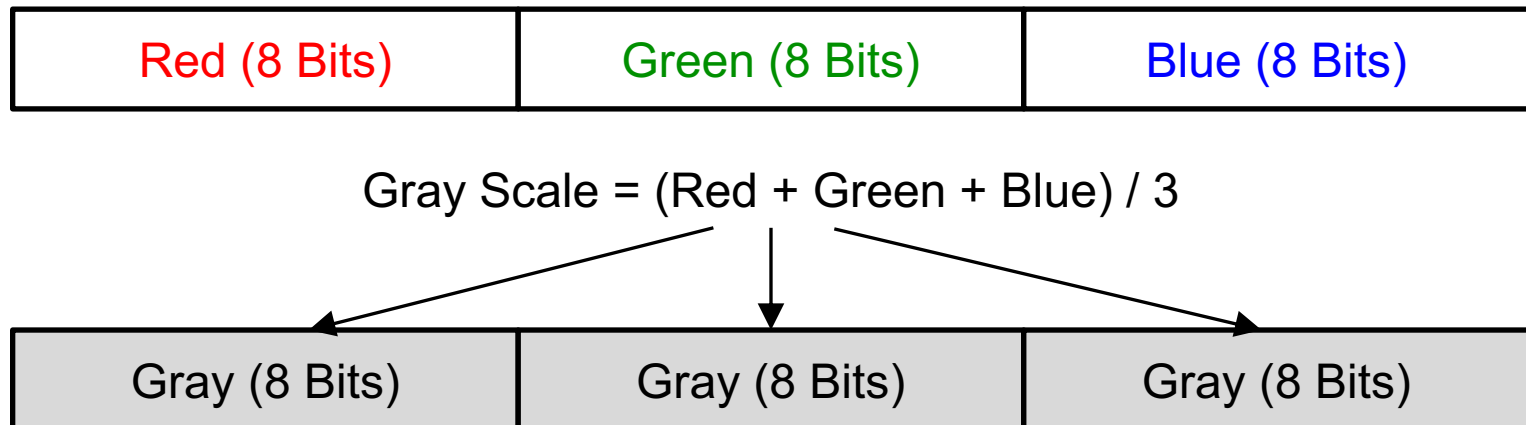 Red (8 Bits) Green (8 Bits) Blue (8 Bits)
Gray Scale = (Red + Green + Blue) / 3
Gray (8 Bits) Gray (8 Bits) Gray (8 Bits)